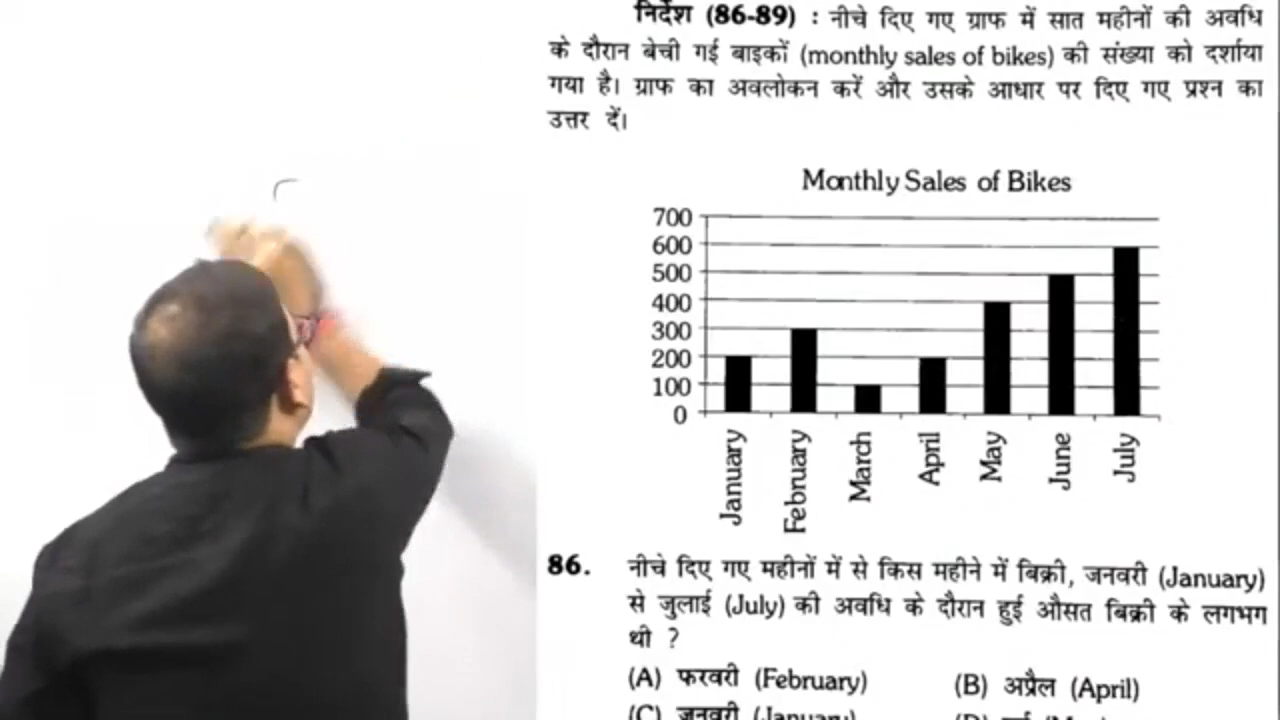 निर्देश (86-89) : नीचे दिए गए ग्राफ में सात महीनों की अवधि
के दौरान बेची गई बाइकों (monthly sales of bikes) की संख्या को दर्शाया
गया है। ग्राफ का अवलोकन करें और उसके आधार पर दिए गए प्रश्न का
उत्तर दें।
Monthly Sales of Bikes
700
600
500
400
300
200
100
0
January
February
March
April
May
June
July
86. नीचे दिए गए महीनों में से किस महीने में बिक्री, जनवरी (January)
से जुलाई (July) की अवधि के दौरान हुई औसत बिक्री के लगभग
थी ?
(A) फरवरी (February) (B) अप्रैल (April)
(C) जनवरी (January)